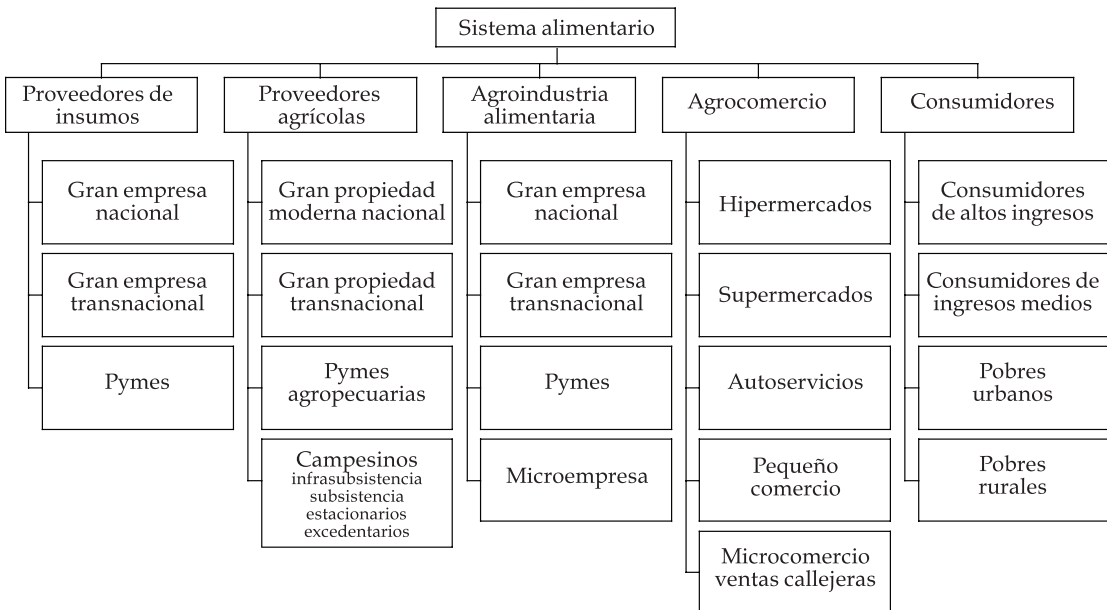 Sistema alimentario
Proveedores de
insumos
Gran empresa
nacional
Gran empresa
transnacional
Pymes
Proveedores
agrícolas
Gran propiedad
moderna nacional
Gran propiedad
transnacional
Pymes
agropecuarias
Campesinos
infrasubsistencia
subsistencia
estacionarios
excedentarios
Agroindustria
alimentaria
Gran empresa
nacional
Gran empresa
transnacional
Pymes
Microempresa
Agrocomercio
Hipermercados
Supermercados
Autoservicios
Pequeño
comercio
Microcomercio
ventas callejeras
Consumidores
Consumidores
de altos ingresos
Consumidores de
ingresos medios
Pobres
urbanos
Pobres
rurales